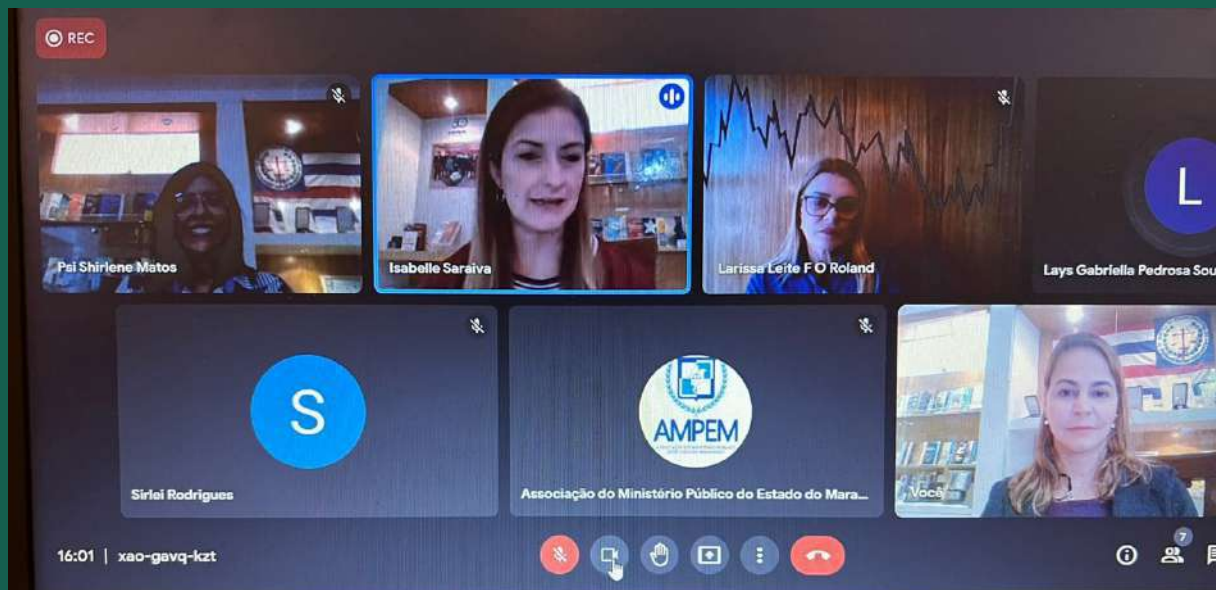 REC
Psi Shirlene Matos
Isabelle Saraiva
Larissa Leite F O Roland
L
Lays Gabriella Pedrosa Sou
S
Sirlei Rodrigues
AMPEM
Associação do Ministério Público do Estado do Mara...
Você
16:01 | xao-gavq-kzt
7